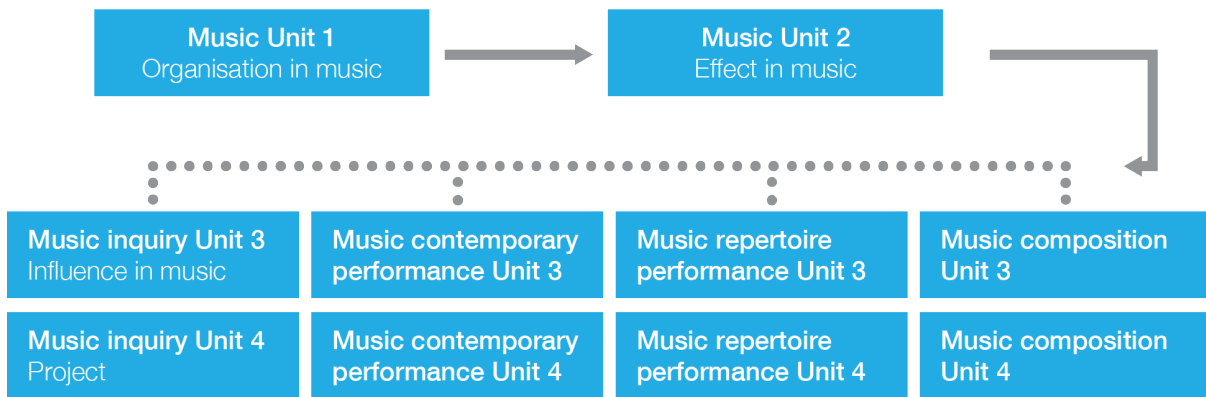 Music Unit 1
Organisation in music
Music Unit 2
Effect in music
Music inquiry Unit 3
Influence in music
Music contemporary
performance Unit 3
Music repertoire
performance Unit 3
Music composition
Unit 3
Music inquiry Unit 4
Project
Music contemporary
performance Unit 4
Music repertoire
performance Unit 4
Music composition
Unit 4